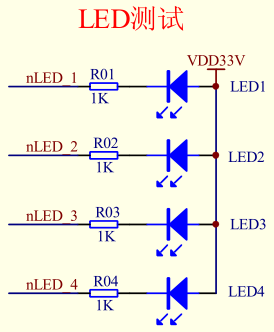 LED测试
VDD33V
nLED_1 R01 1K LED1
nLED_2 R02 1K LED2
nLED_3 R03 1K LED3
nLED_4 R04 1K LED4